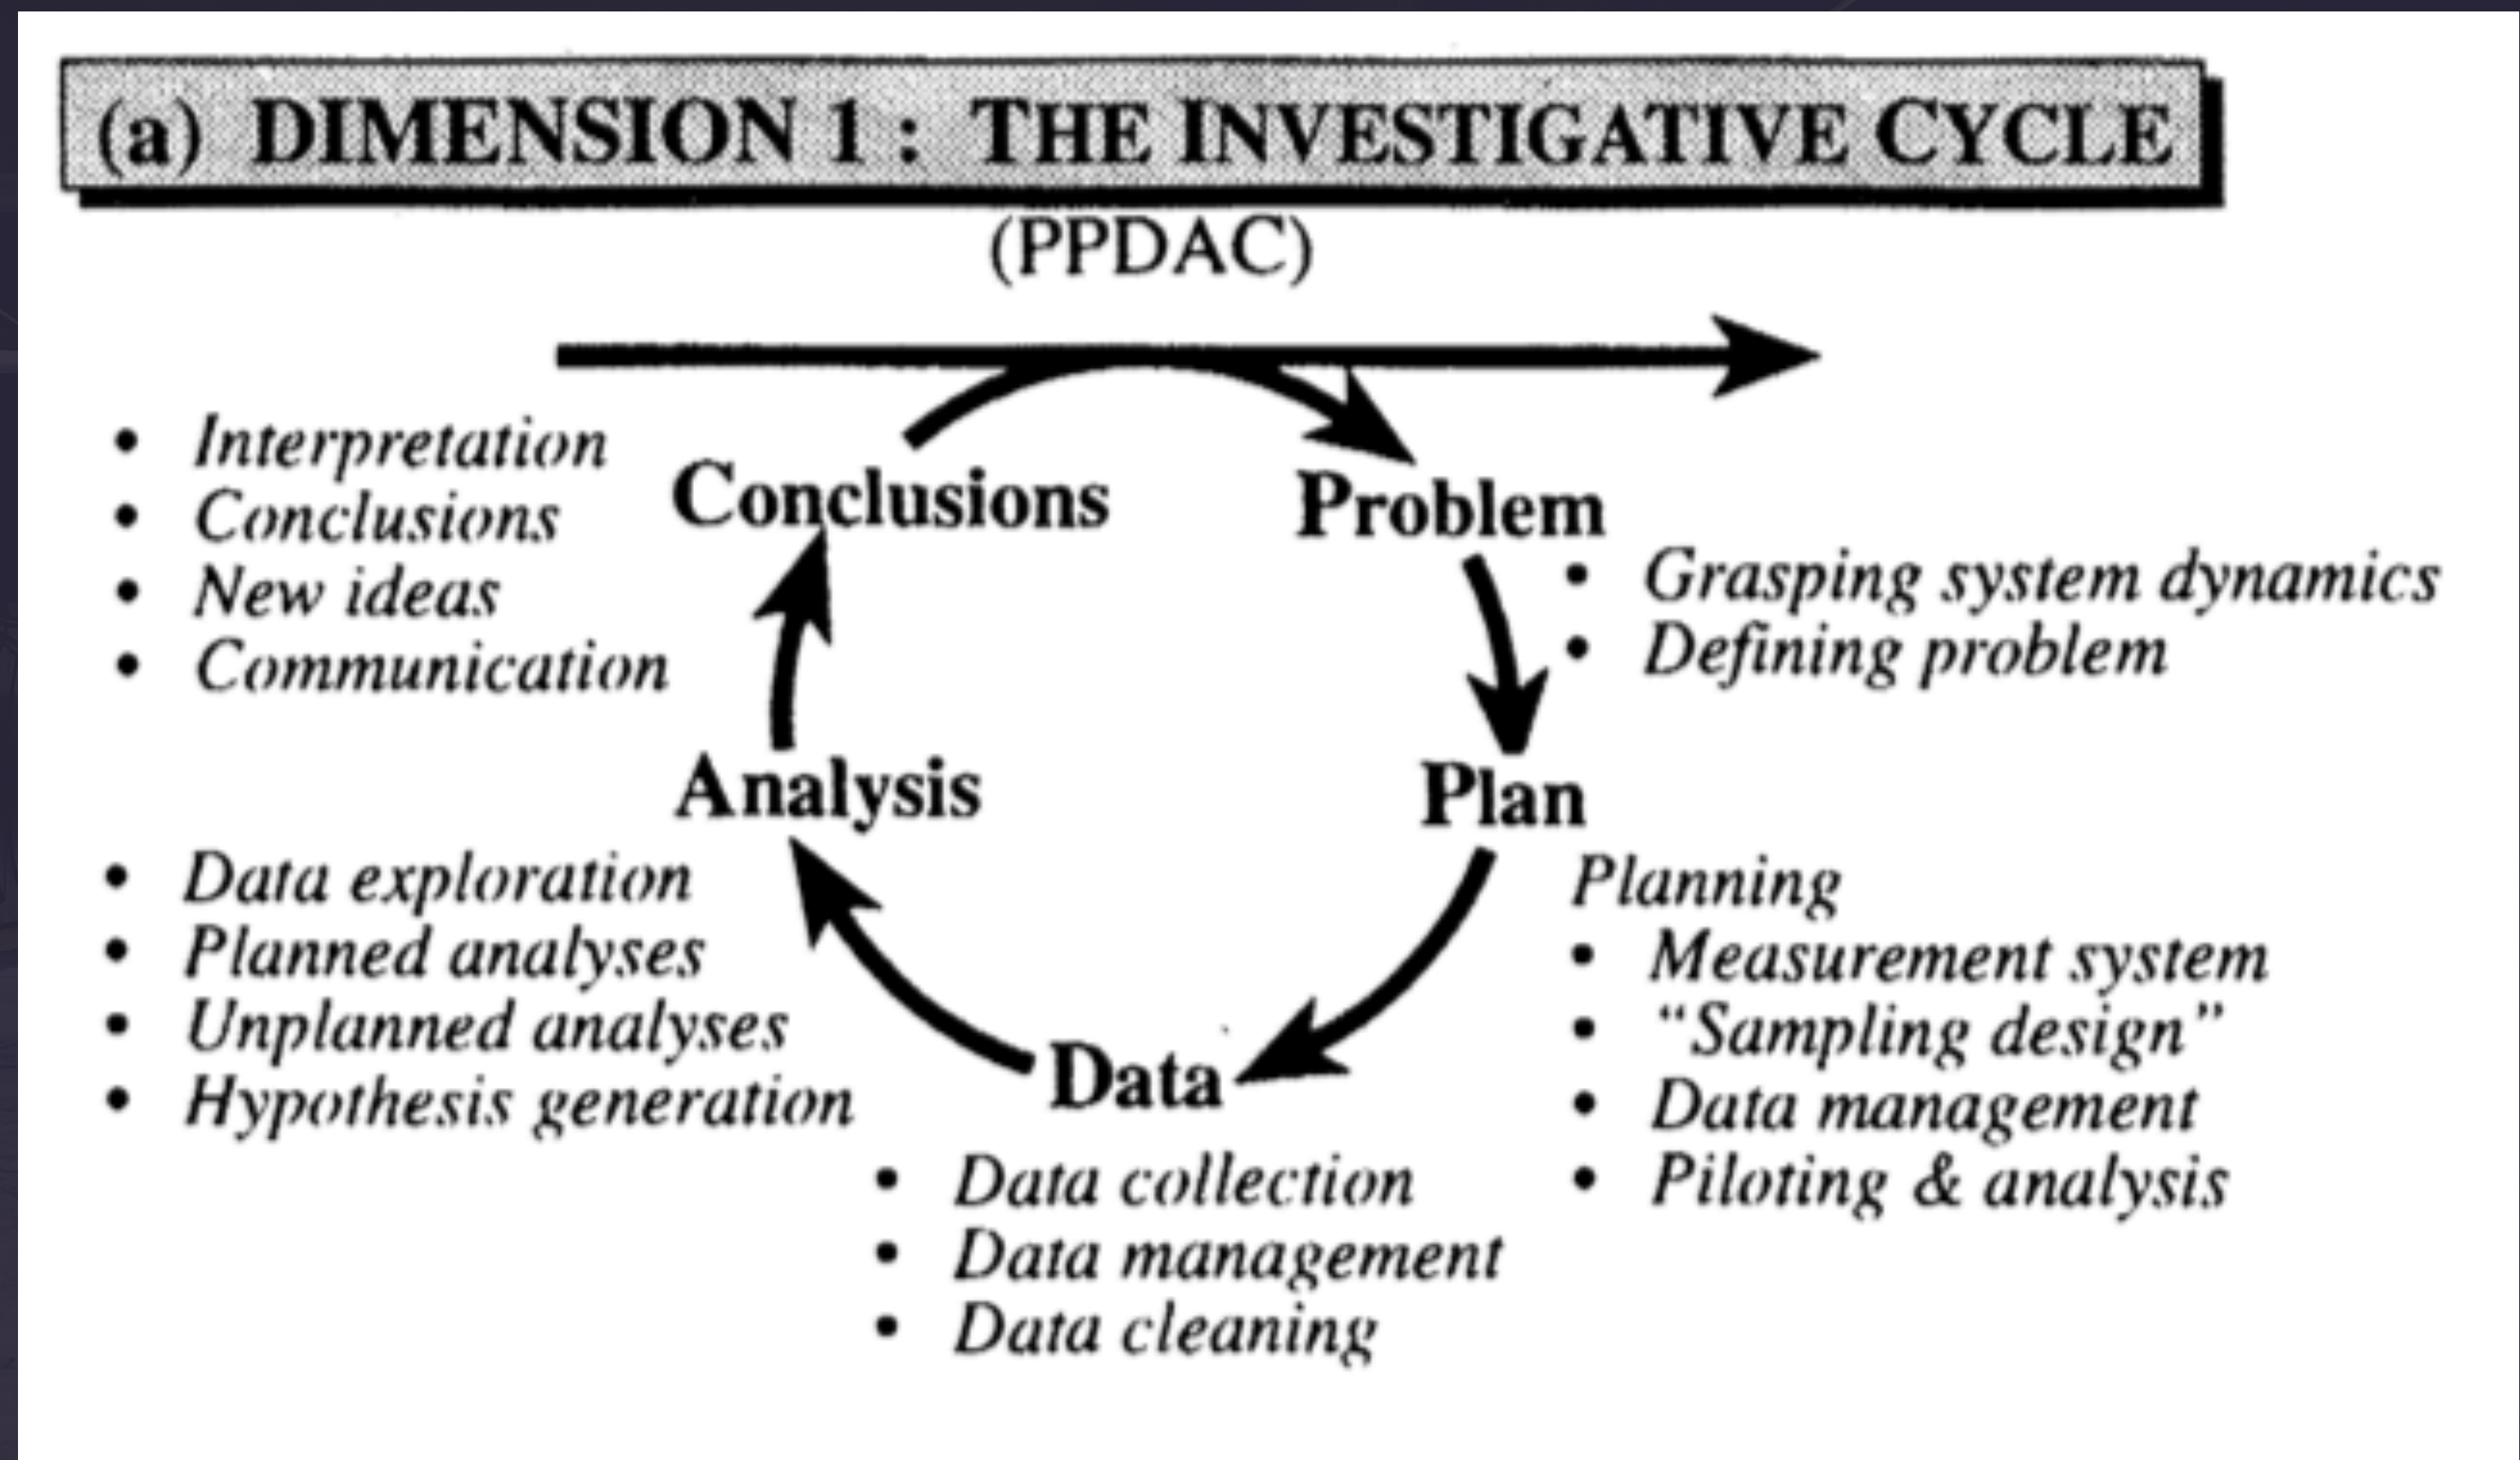 (a) DIMENSION 1 : THE INVESTIGATIVE CYCLE
(PPDAC)
• Interpretation
• Conclusions
• New ideas
• Communication
Conclusions
Problem
• Grasping system dynamics
• Defining problem
Analysis
Plan
• Data exploration
• Planned analyses
• Unplanned analyses
• Hypothesis generation
Planning
• Measurement system
• “Sampling design”
• Data management
• Piloting & analysis
Data
• Data collection
• Data management
• Data cleaning